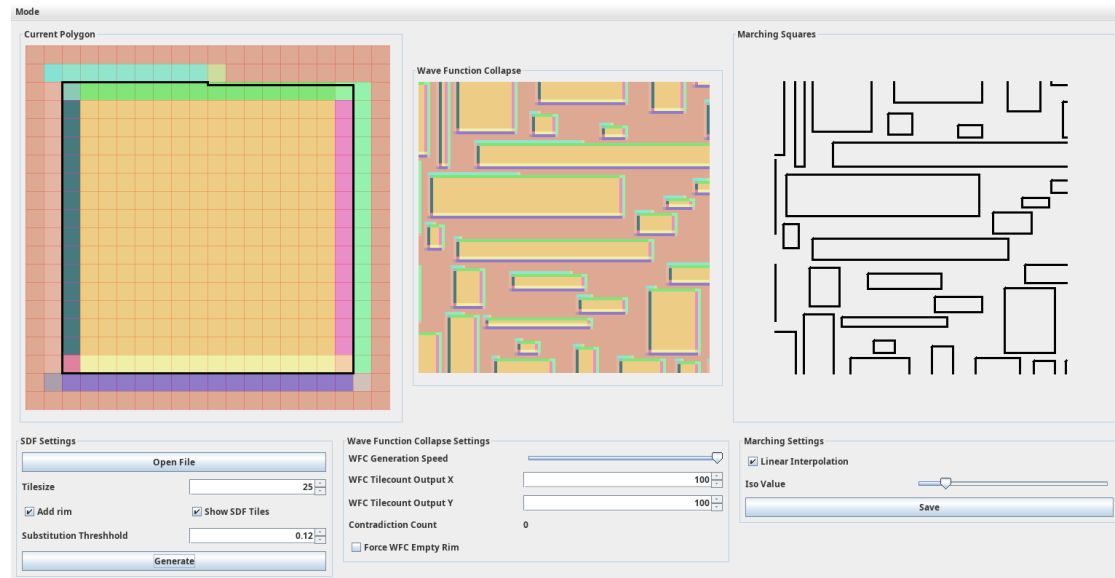 Mode
Current Polygon
Wave Function Collapse
Marching Squares
SDF Settings
Open File
Tilesize 25
Add rim Show SDF Tiles
Substitution Threshhold 0.12
Generate
Wave Function Collapse Settings
WFC Generation Speed
WFC Tilecount Output X 100
WFC Tilecount Output Y 100
Contradiction Count 0
Force WFC Empty Rim
Marching Settings
Linear Interpolation
Iso Value
Save